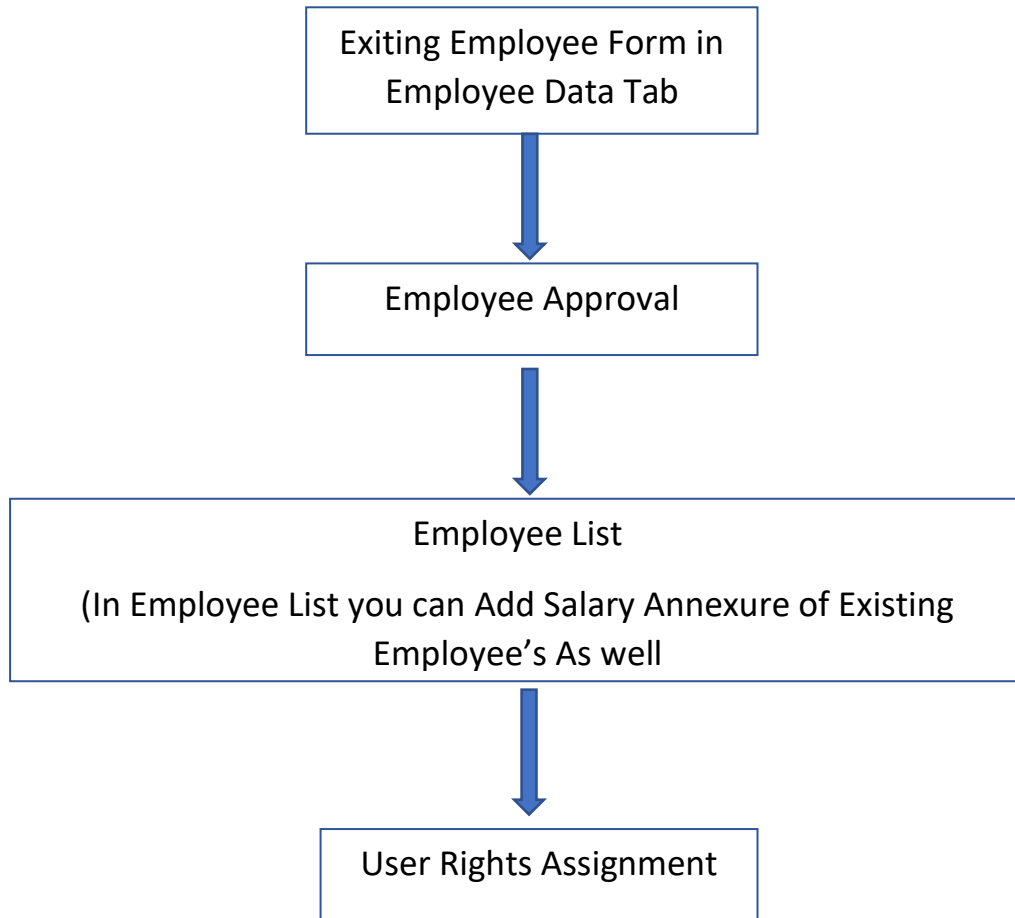 Exiting Employee Form in
Employee Data Tab
Employee Approval
Employee List
(In Employee List you can Add Salary Annexure of Existing
Employee’s As well
User Rights Assignment